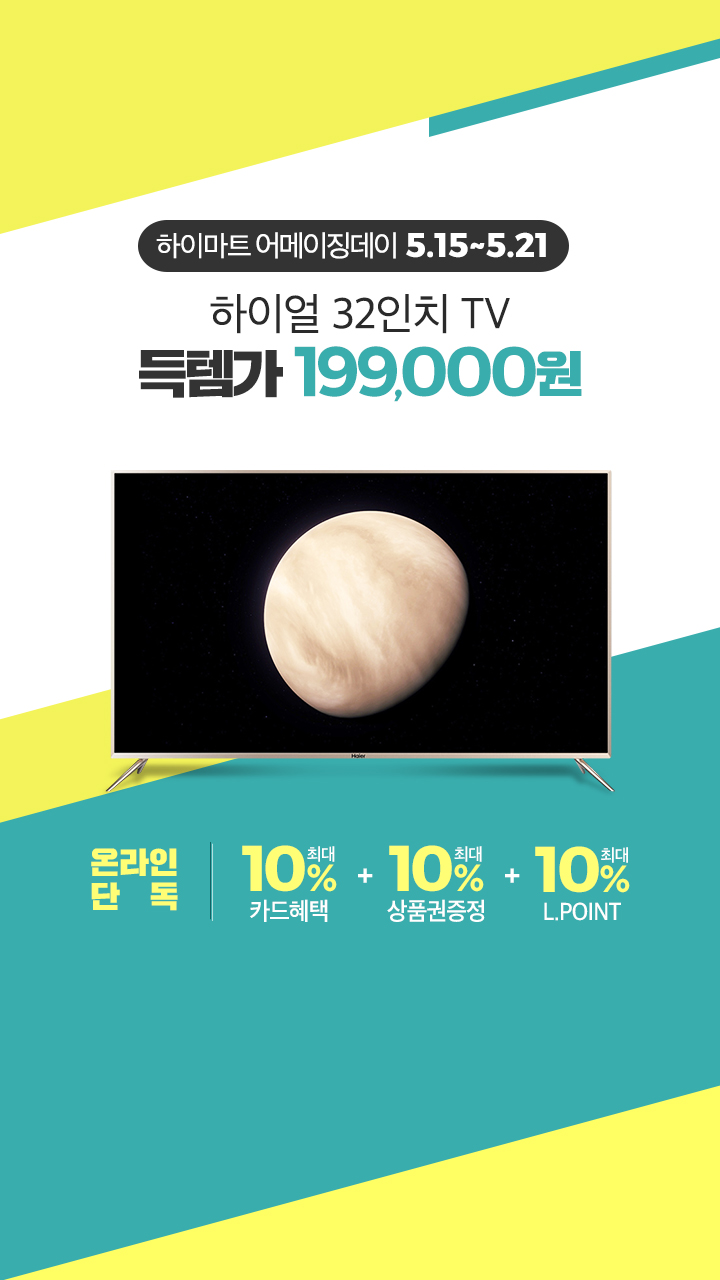 하이마트 어메이징데이 5.15~5.21
하이얼 32인치 TV
득템가 199,000원
Haier
온라인 단독
최대 10% 카드혜택 + 최대 10% 상품권증정 + 최대 10% L.POINT